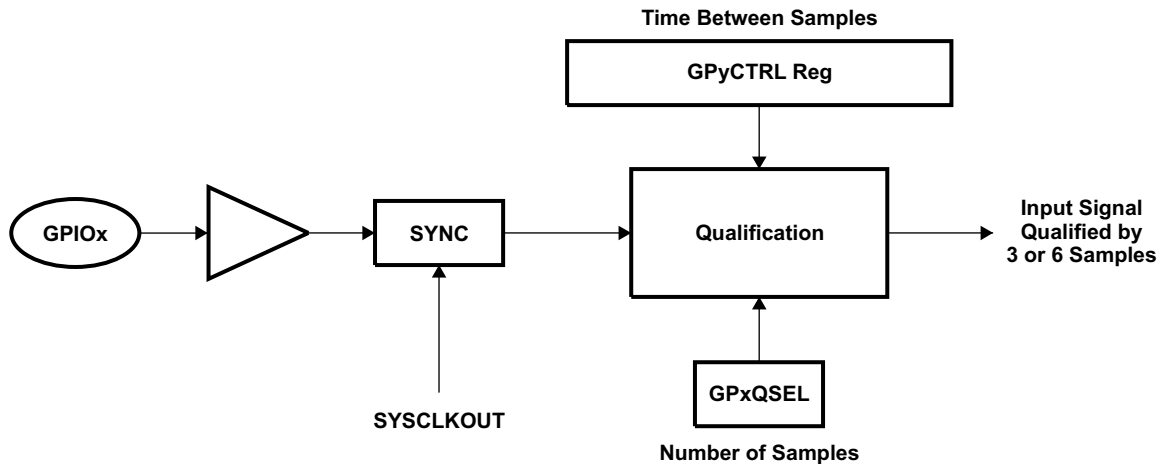 Time Between Samples
GPyCTRL Reg
GPIOx
SYNC
Qualification
Input Signal
Qualified by
3 or 6 Samples
GPxQSEL
SYSCLKOUT
Number of Samples